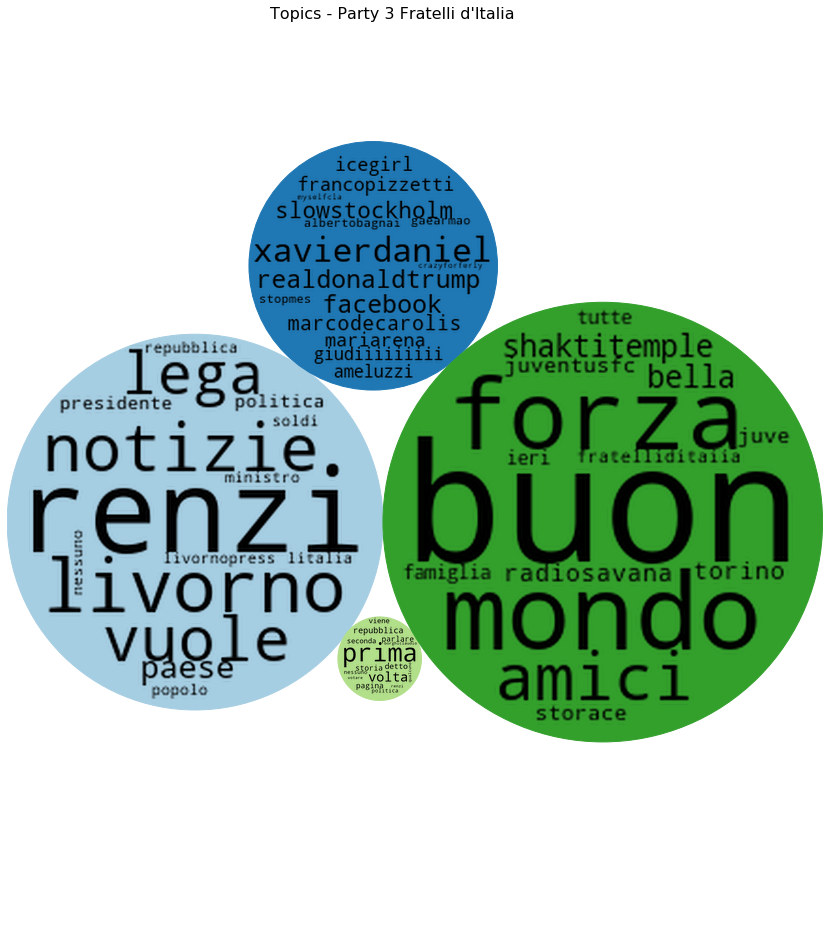 Topics - Party 3 Fratelli d'Italia
icegirl
francopizzetti
myselfcla
slowstockholm
albertobagnai gaearmao
xavierdaniel
crazyforferly
realdonaldtrump
stopmes
facebook
marcodecarolis
mariarena
giudiiiiiiiii
ameluzzi
repubblica
lega
presidente politica
soldi
notizie
ministro
renzi
nessuno
livornopress litalia
livorno
vuole
paese
popolo
tutte
shaktitemple
juventusfc
bella
forza
juve
ieri fratelliditaiia
buon
famiglia radiosavana torino
mondo
amici
storace
viene
repubblica
seconda parlare
prima
storia detto
nessuno volta
pagina renzi
politica